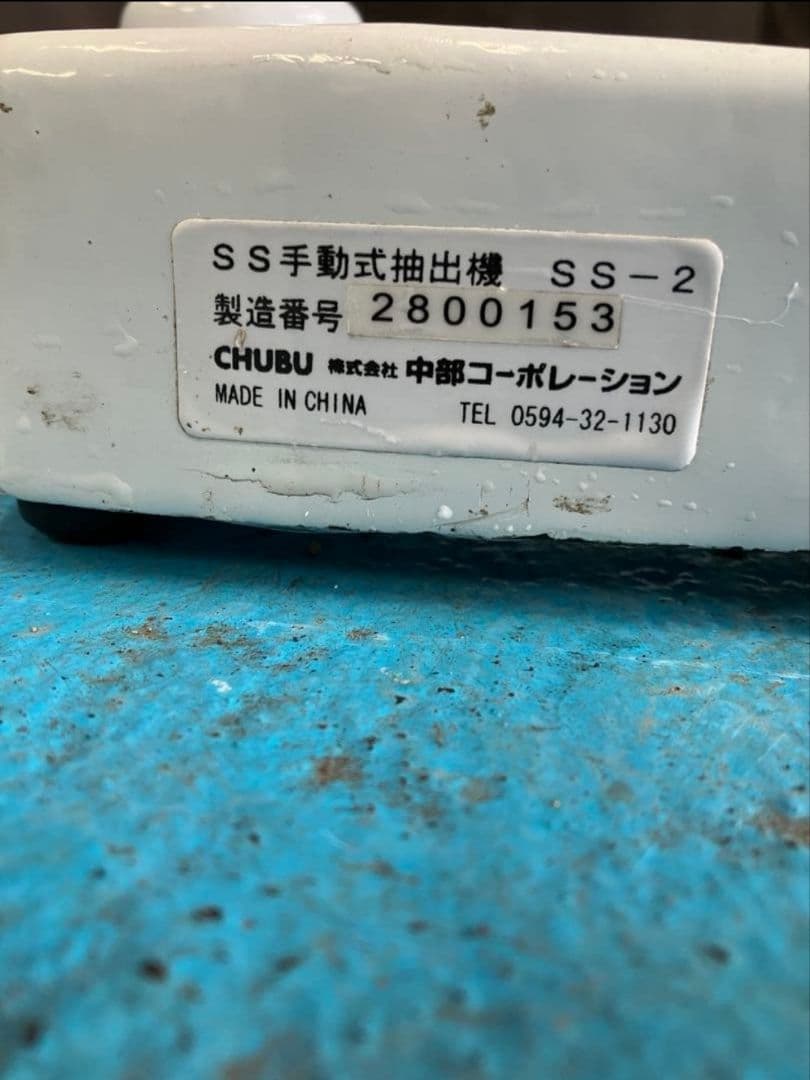 SS手動式抽出機 SS-2
製造番号 2800153
CHUBU 株式会社 中部コーポレーション
MADE IN CHINA TEL 0594-32-1130